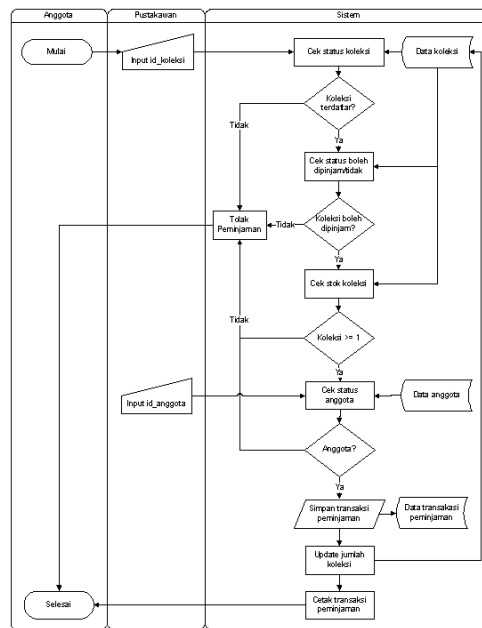 Anggota
Pustakawan
Sistem
Mulai
Input id_koleksi
Cek status koleksi
Data koleksi
Koleksi
terdaftar?
Tidak
Ya
Cek status boleh
dipinjam/tidak
Tolak
Peminjaman
Tidak
Koleksi boleh
dipinjam?
Ya
Cek stok koleksi
Tidak
Koleksi >= 1
Ya
Input id_anggota
Cek status
anggota
Data anggota
Anggota?
Ya
Simpan transaksi
peminjaman
Data transakasi
peminjaman
Update jumlah
koleksi
Selesai
Cetak transaksi
peminjaman